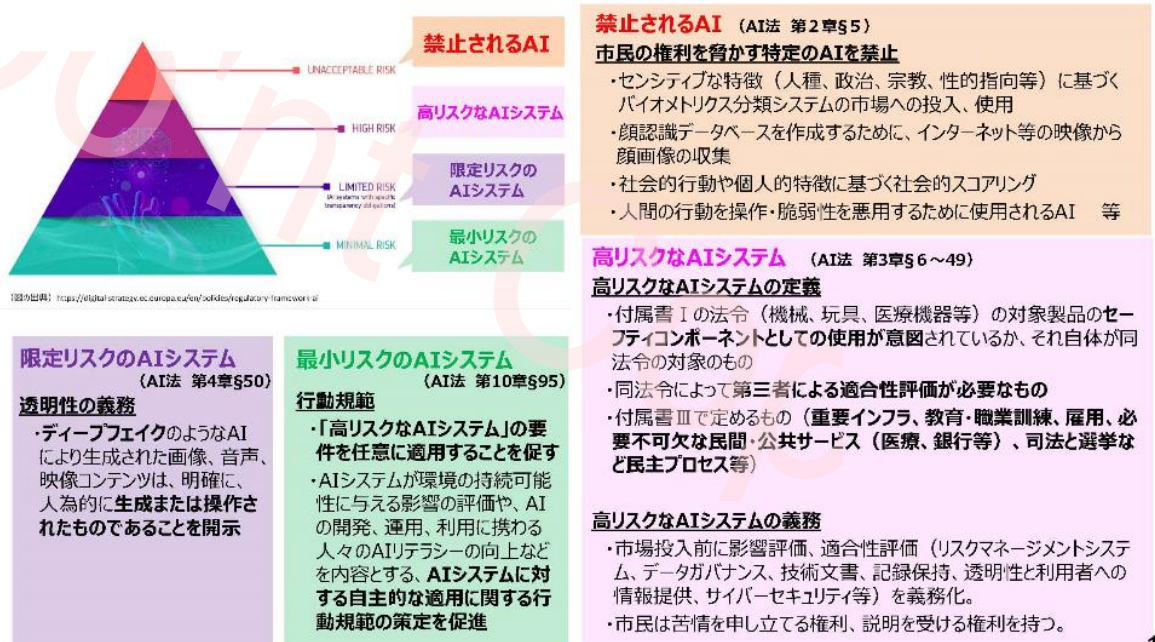 禁止されるAI
UNACCEPTABLE RISK
高リスクなAIシステム
HIGH RISK
限定リスクの
AIシステム
LIMITED RISK
(AI systems with specific
transparency obligations)
最小リスクの
AIシステム
MINIMAL RISK
(図の出典) https://digital-strategy.ec.europa.eu/en/policies/regulatory-framework-ai
禁止されるAI (AI法 第2章§5)
市民の権利を脅かす特定のAIを禁止
・センシティブな特徴(人種、政治、宗教、性的指向等)に基づく
バイオメトリクス分類システムの市場への投入、使用
・顔認識データベースを作成するために、インターネット等の映像から
顔画像の収集
・社会的行動や個人的特徴に基づく社会的スコアリング
・人間の行動を操作・脆弱性を悪用するために使用されるAI 等
高リスクなAIシステム (AI法 第3章§6~49)
高リスクなAIシステムの定義
・付属書Ⅰの法令(機械、玩具、医療機器等)の対象製品のセー
フティコンポーネントとしての使用が意図されているか、それ自体が同
法令の対象のもの
・同法令によって第三者による適合性評価が必要なもの
・付属書Ⅲで定めるもの(重要インフラ、教育・職業訓練、雇用、必
要不可欠な民間・公共サービス(医療、銀行等)、司法と選挙な
ど民主プロセス等)
高リスクなAIシステムの義務
・市場投入前に影響評価、適合性評価(リスクマネージメントシステ
ム、データガバナンス、技術文書、記録保持、透明性と利用者への
情報提供、サイバーセキュリティ等)を義務化。
・市民は苦情を申し立てる権利、説明を受ける権利を持つ。
限定リスクのAIシステム
(AI法 第4章§50)
透明性の義務
・ディープフェイクのようなAI
により生成された画像、音声、
映像コンテンツは、明確に、
人為的に生成または操作さ
れたものであることを開示
最小リスクのAIシステム
(AI法 第10章§95)
行動規範
・「高リスクなAIシステム」の要
件を任意に適用することを促す
・AIシステムが環境の持続可能
性に与える影響の評価や、AI
の開発、運用、利用に携わる
人々のAIリテラシーの向上など
を内容とする、AIシステムに対
する自主的な適用に関する行
動規範の策定を促進